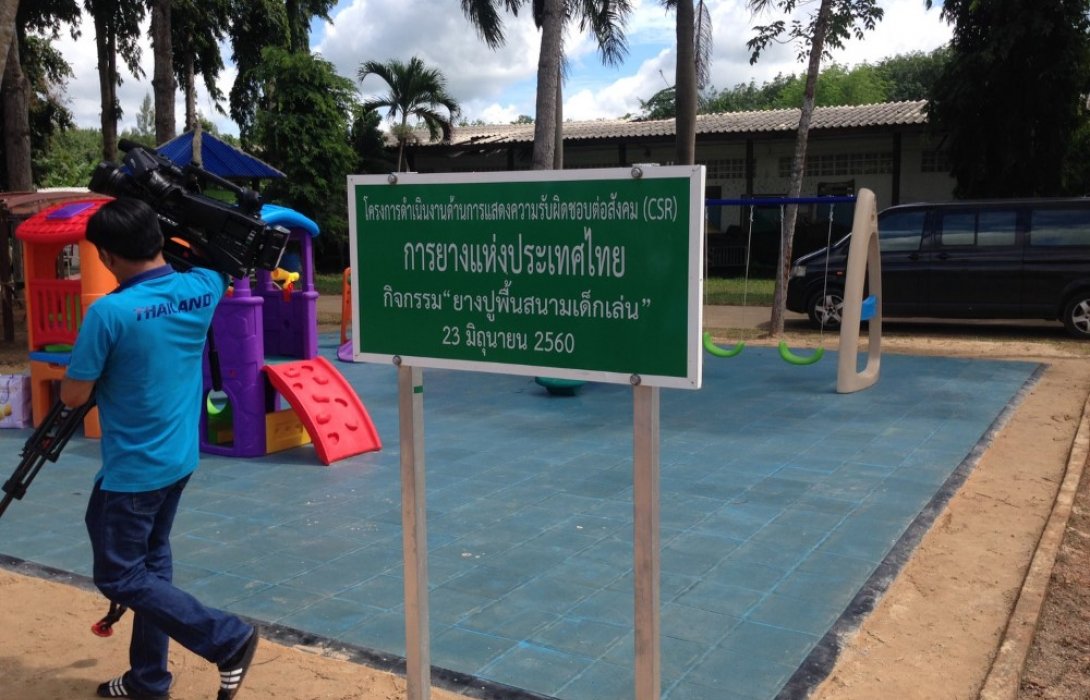 โครงการดำเนินงานด้านการแสดงความรับผิดชอบต่อสังคม (CSR)
การยางแห่งประเทศไทย
กิจกรรม “ยางปูพื้นสนามเด็กเล่น”
23 มิถุนายน 2560
THAILAND